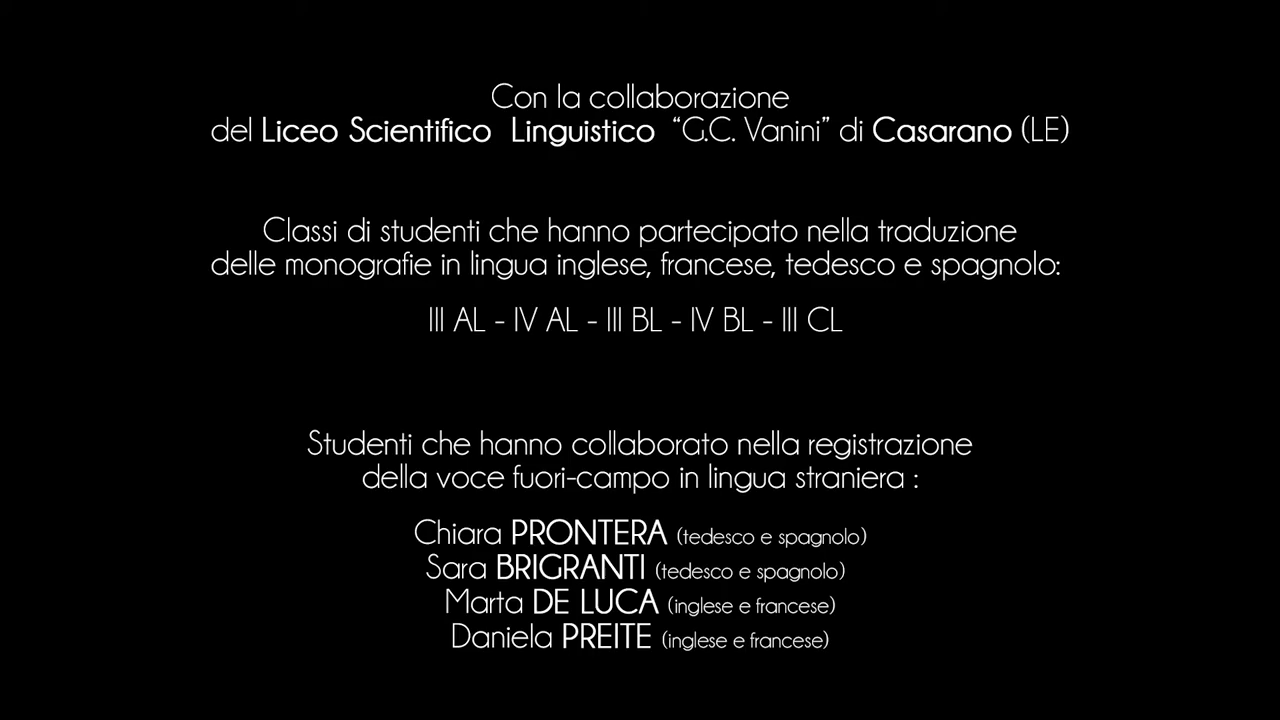 Con la collaborazione
del Liceo Scientifico Linguistico “G.C. Vanini” di Casarano (LE)
Classi di studenti che hanno partecipato nella traduzione
delle monografie in lingua inglese, francese, tedesco e spagnolo:
III AL - IV AL - III BL - IV BL - III CL
Studenti che hanno collaborato nella registrazione
della voce fuori-campo in lingua straniera :
Chiara PRONTERA (tedesco e spagnolo)
Sara BRIGRANTI (tedesco e spagnolo)
Marta DE LUCA (inglese e francese)
Daniela PREITE (inglese e francese)